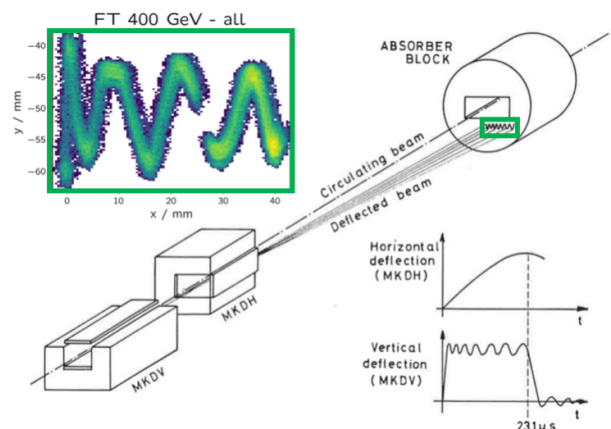 FT 400 GeV - all
−40
−45
−50
−55
−60
y / mm
0
10
20
30
40
x / mm
ABSORBER
BLOCK
Circulating beam
Deflected beam
MKDH
MKDV
Horizontal
deflection
(MKDH)
t
Vertical
deflection
(MKDV)
t
231µs